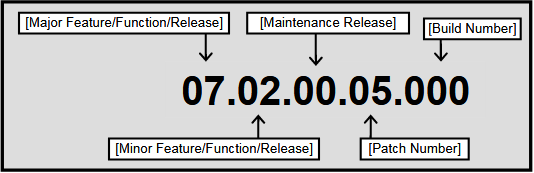 [Major Feature/Function/Release] [Maintenance Release] [Build Number]
07.02.00.05.000
[Minor Feature/Function/Release] [Patch Number]